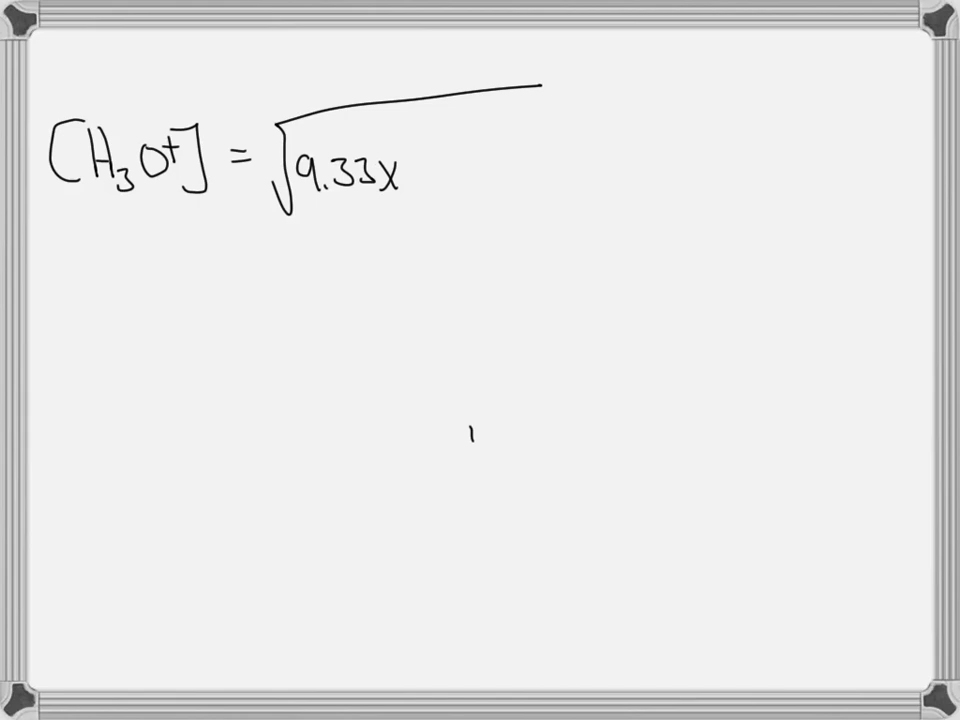 [H₃O⁺] = √9.33x